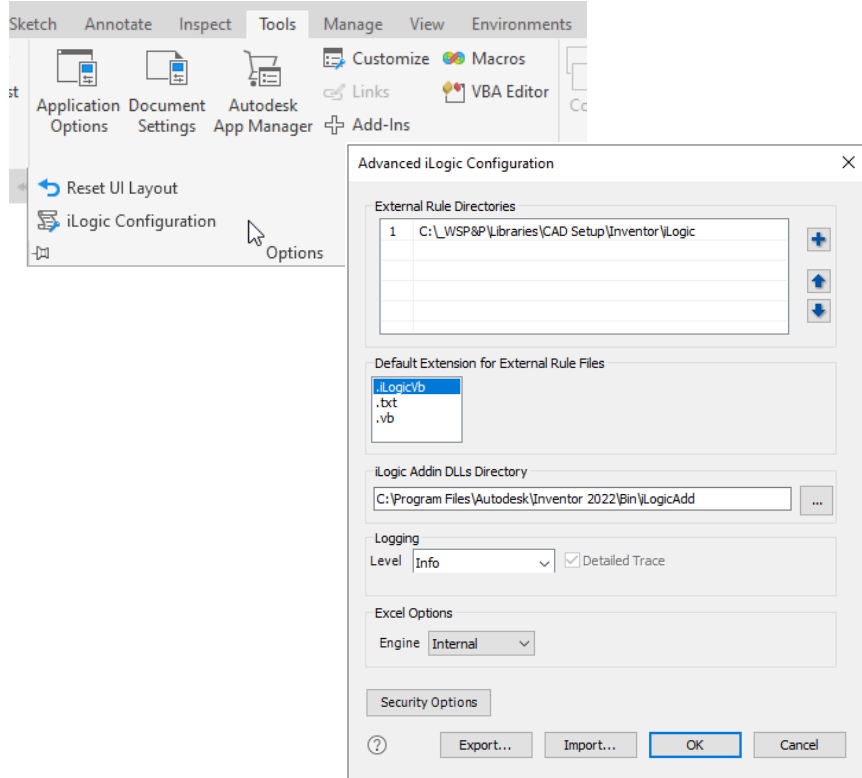 Sketch Annotate Inspect Tools Manage View Environments
Customize Macros
st Links VBA Editor
Application Options
Document Settings
Autodesk App Manager
Co
Add-Ins
Reset UI Layout
iLogic Configuration
Options
Advanced iLogic Configuration
External Rule Directories
1 C:\_WSP&P\Libraries\CAD Setup\Inventor\iLogic
Default Extension for External Rule Files
.iLogicVb
.txt
.vb
iLogic Addin DLLs Directory
C:\Program Files\Autodesk\Inventor 2022\Bin\iLogicAdd
...
Logging
Level Info Detailed Trace
Excel Options
Engine Internal
Security Options
? Export... Import... OK Cancel